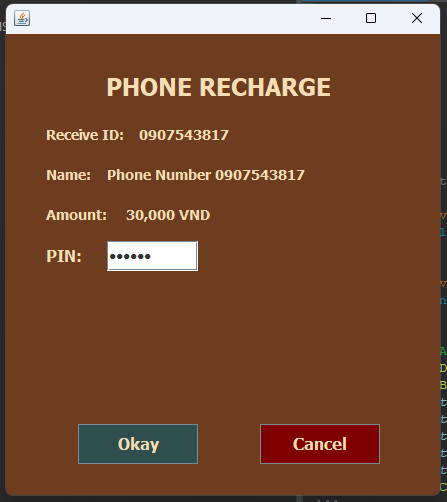 PHONE RECHARGE
Receive ID: 0907543817
Name: Phone Number 0907543817
Amount: 30,000 VND
PIN: ••••••
Okay Cancel